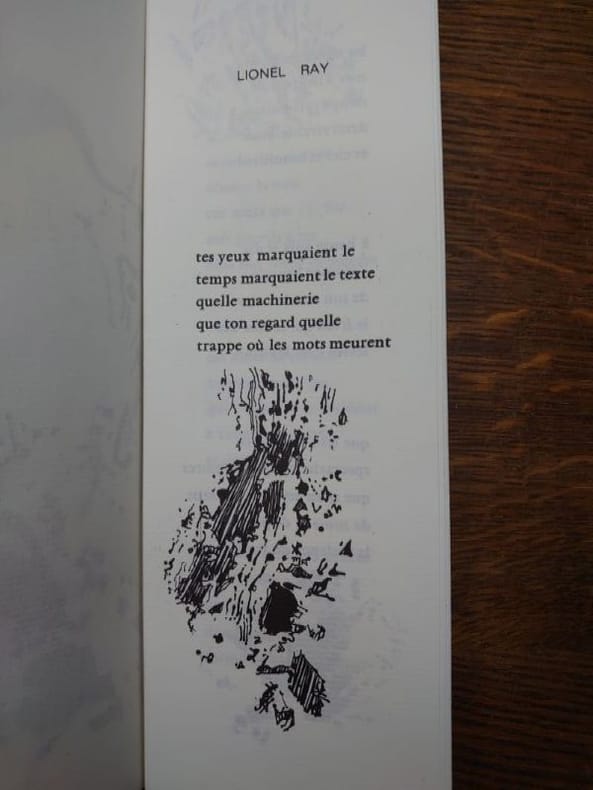 LIONEL RAY
tes yeux marquaient le
temps marquaient le texte
quelle machinerie
que ton regard quelle
trappe où les mots meurent